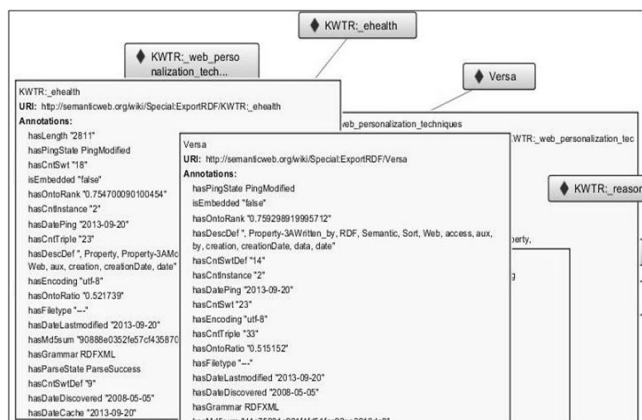 KWTR:_ehealth
KWTR:_web_perso
nalization_tech...
Versa
KWTR:_ehealth
URI: http://semanticweb.org/wiki/Special:ExportRDF/KWTR:_ehealth
Annotations:
hasLength "2811"
hasPingState PingModified
hasCntSwt "18"
isEmbedded "false"
hasOntoRank "0.754700090100454"
hasCntInstance "2"
hasDatePing "2013-09-20"
hasCntTriple "23"
hasDescDef ", Property, Property-3AMo
Web, aux, creation, creationDate, date"
hasEncoding "utf-8"
hasOntoRatio "0.521739"
hasFiletype "---"
hasDateLastmodified "2013-09-20"
hasMd5sum "90888e0352fe57cf435870
hasGrammar RDFXML
hasParseState ParseSuccess
hasCntSwtDef "9"
hasDateDiscovered "2008-05-05"
hasDateCache "2013-09-20"
web_personalization_techniques
KWTR:_web_personalization_tec
Versa
URI: http://semanticweb.org/wiki/Special:ExportRDF/Versa
Annotations:
hasPingState PingModified
isEmbedded "false"
hasOntoRank "0.759298919995712"
hasDescDef ", Property-3AWritten_by, RDF, Semantic, Sort, Web, access, aux,
by, creation, creationDate, data, date"
hasCntSwtDef "14"
hasCntInstance "2"
hasDatePing "2013-09-20"
hasCntSwt "23"
hasEncoding "utf-8"
hasCntTriple "33"
hasOntoRatio "0.515152"
hasFiletype "---"
hasDateLastmodified "2013-09-20"
hasDateDiscovered "2008-05-05"
hasGrammar RDFXML
KWTR:_reason
perty,
g